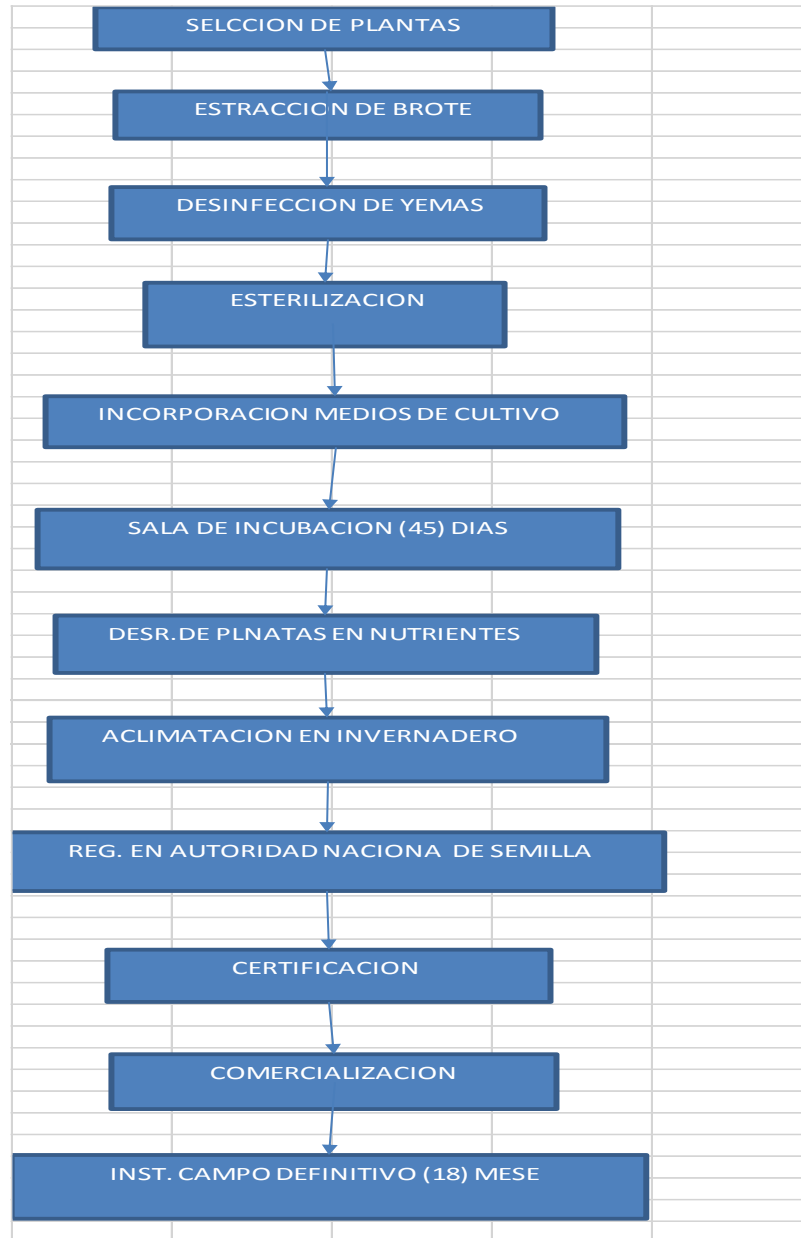 SELCCION DE PLANTAS
ESTRACCION DE BROTE
DESINFECCION DE YEMAS
ESTERILIZACION
INCORPORACION MEDIOS DE CULTIVO
SALA DE INCUBACION (45) DIAS
DESR.DE PLNATAS EN NUTRIENTES
ACLIMATACION EN INVERNADERO
REG. EN AUTORIDAD NACIONA DE SEMILLA
CERTIFICACION
COMERCIALIZACION
INST. CAMPO DEFINITIVO (18) MESE